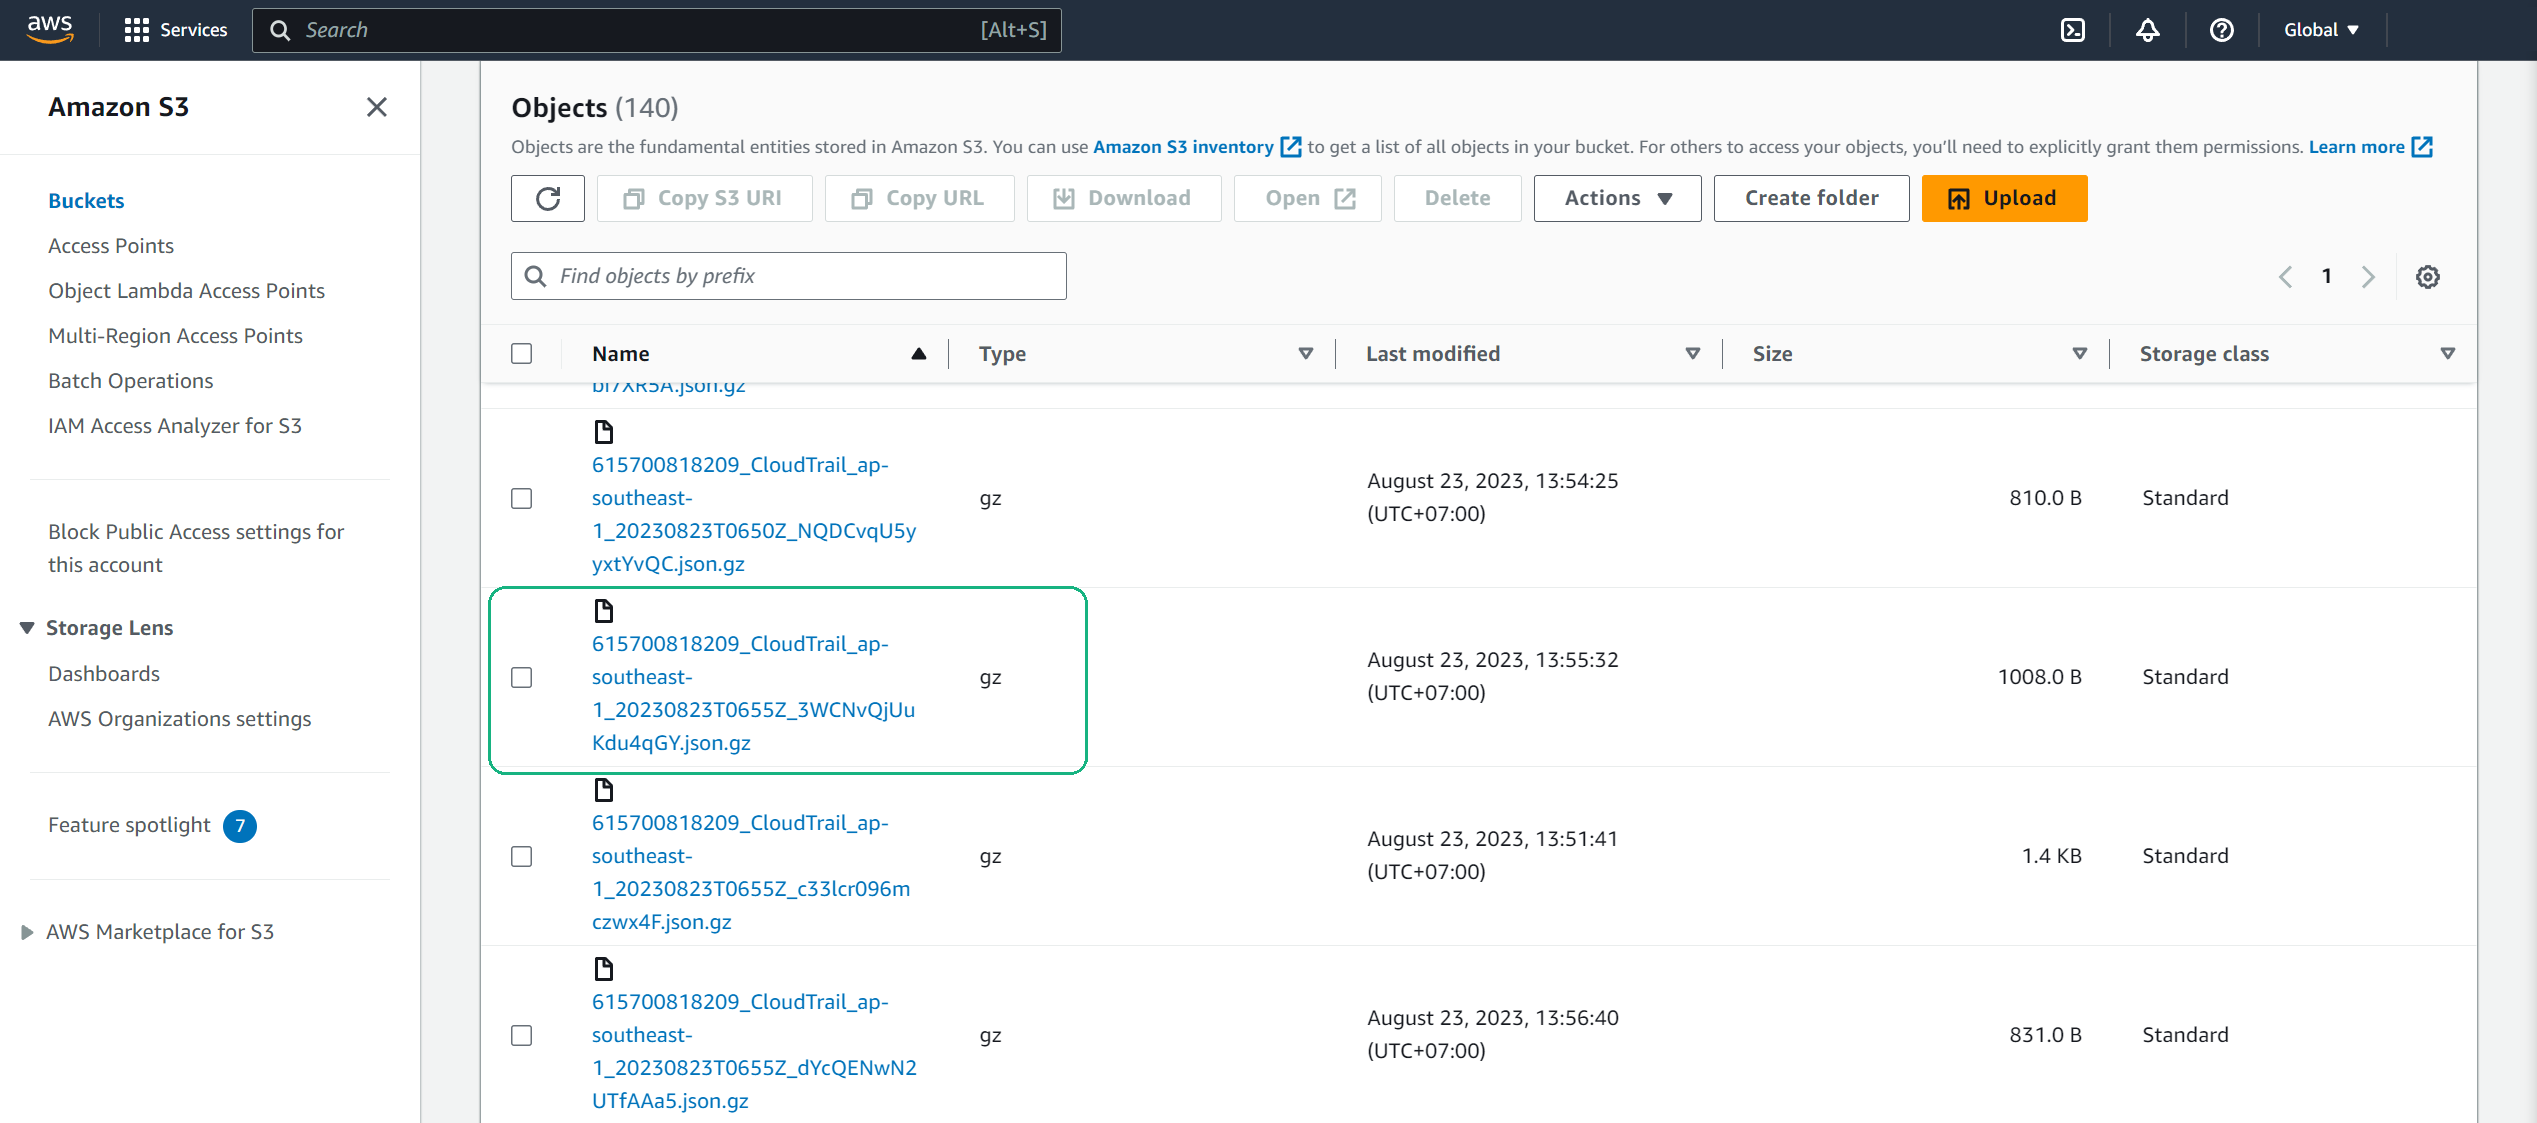 aws
Services
Search
[Alt+S]
Global
Amazon S3
Buckets
Access Points
Object Lambda Access Points
Multi-Region Access Points
Batch Operations
IAM Access Analyzer for S3
Block Public Access settings for
this account
Storage Lens
Dashboards
AWS Organizations settings
Feature spotlight 7
AWS Marketplace for S3
Objects (140)
Objects are the fundamental entities stored in Amazon S3. You can use Amazon S3 inventory to get a list of all objects in your bucket. For others to access your objects, you'll need to explicitly grant them permissions. Learn more
Copy S3 URI
Copy URL
Download
Open
Delete
Actions
Create folder
Upload
Find objects by prefix
1
Name
Type
Last modified
Size
Storage class
bf7XR5A.json.gz
615700818209_CloudTrail_ap-
southeast-
1_20230823T0650Z_NQDCvqU5y
yxtYvQC.json.gz
gz
August 23, 2023, 13:54:25
(UTC+07:00)
810.0 B
Standard
615700818209_CloudTrail_ap-
southeast-
1_20230823T0655Z_3WCNvQjUu
Kdu4qGY.json.gz
gz
August 23, 2023, 13:55:32
(UTC+07:00)
1008.0 B
Standard
615700818209_CloudTrail_ap-
southeast-
1_20230823T0655Z_c33lcr096m
czwx4F.json.gz
gz
August 23, 2023, 13:51:41
(UTC+07:00)
1.4 KB
Standard
615700818209_CloudTrail_ap-
southeast-
1_20230823T0655Z_dYcQENwN2
UTfAAa5.json.gz
gz
August 23, 2023, 13:56:40
(UTC+07:00)
831.0 B
Standard